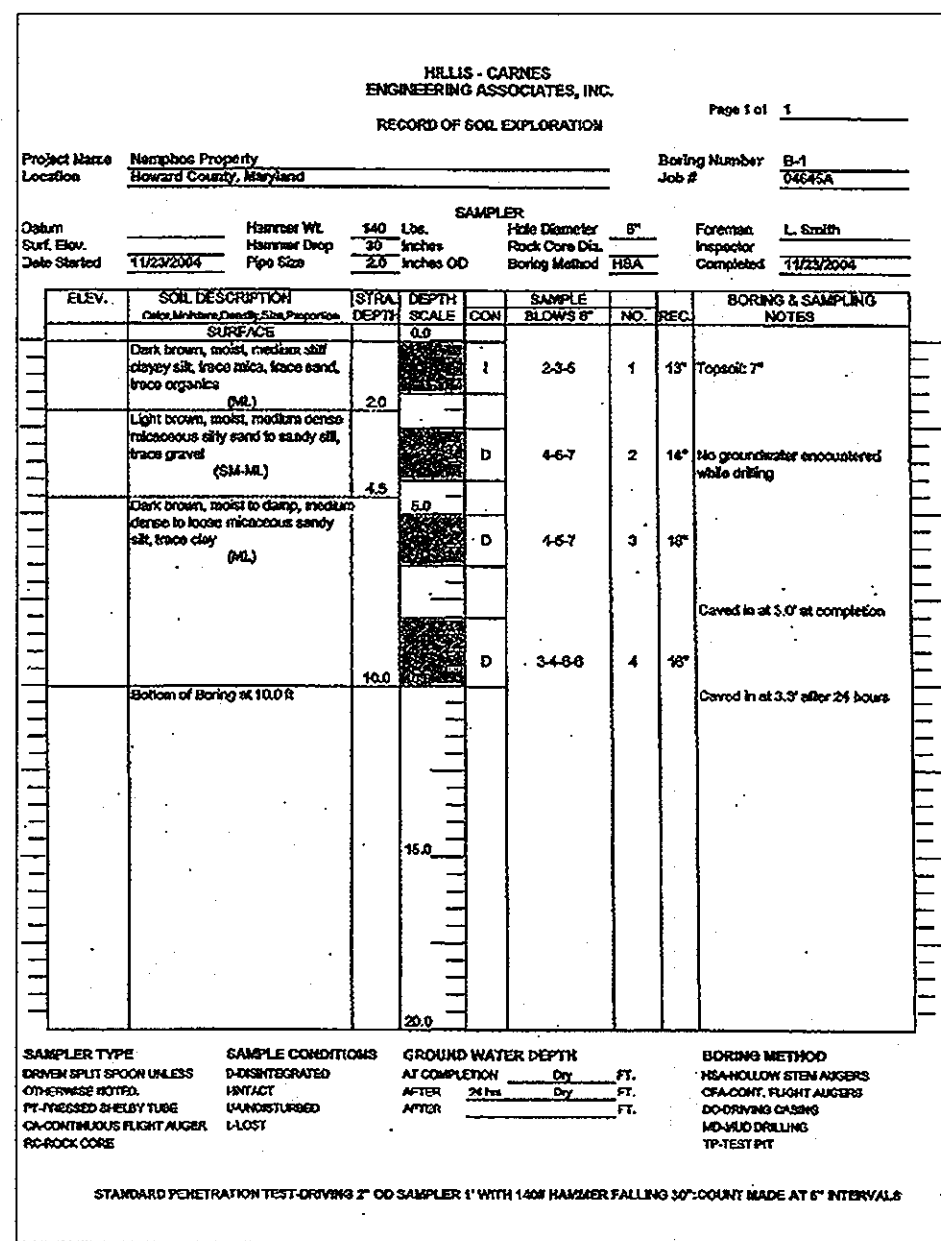 HILLIS - CARNES
ENGINEERING ASSOCIATES, INC.
Page 1 of 1
RECORD OF SOIL EXPLORATION
Project Name Nemphos Property Boring Number B-1
Location Howard County, Maryland Job # 04645A
SAMPLER
Datum Hammer Wt. 140 Lbs. Hole Diameter 6" Foreman L. Smith
Surf. Elev. Hammer Drop 30 Inches Rock Core Dia. Inspector
Date Started 11/23/2004 Pipe Size 2.0 Inches OD Boring Method HSA Completed 11/23/2004
ELEV. SOIL DESCRIPTION STRA. DEPTH SAMPLE BORING & SAMPLING
Color, Moisture, Density, Size, Proportion DEPTH SCALE CON BLOWS 6" NO. REC. NOTES
SURFACE 0.0
Dark brown, moist, medium stiff
clayey silt, trace mica, trace sand, I 2-3-5 1 13" Topsoil: 7"
trace organics
(ML) 2.0
Light brown, moist, medium dense
micaceous silty sand to sandy silt,
trace gravel D 4-6-7 2 14" No groundwater encountered
(SM-ML) while drilling
4.5
Dark brown, moist to damp, medium 5.0
dense to loose micaceous sandy
silt, trace clay D 3
(ML)
Caved in at 5.0' at completion
D 3-4-6-6 4
10.0
Bottom of Boring at 10.0 ft Caved in at 3.3' after 24 hours
15.0
20.0
SAMPLER TYPE SAMPLE CONDITIONS GROUND WATER DEPTH BORING METHOD
DRIVEN SPLIT SPOON UNLESS D-DISINTEGRATED AT COMPLETION Dry FT. HSA-HOLLOW STEM AUGERS
OTHERWISE NOTED. I-INTACT AFTER 24 hrs Dry FT. CFA-CONT. FLIGHT AUGERS
PT-PRESSED SHELBY TUBE U-UNDISTURBED AFTER FT. DC-DRIVING CASING
CA-CONTINUOUS FLIGHT AUGER L-LOST MD-MUD DRILLING
RC-ROCK CORE TP-TEST PIT
STANDARD PENETRATION TEST-DRIVING 2" OD SAMPLER 1' WITH 140# HAMMER FALLING 30":COUNT MADE AT 6" INTERVALS